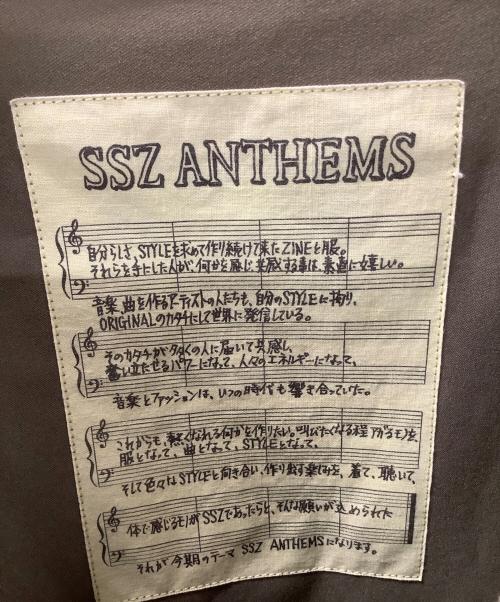 SSZ ANTHEMS
自分らしさ、STYLEを求めて作り続けて来たZINEと服。
それらを手にした人が、何かを感じ、共感する事は、素直に嬉しい。
音楽、曲を作るアーティストの人たちも、自分のSTYLEに拘り、
ORIGINALのカタチにして世界に発信している。
そのカタチが多くの人に届いて共感し、
奮い立たせるパワーになって、人々のエネルギーになって、
音楽とファッションは、いつの時代も響き合っていた。
これからも、熱くなれる何かを作りたい。叫びたくなる程アガるモノを、
服となって、曲となって、STYLEとなって、
そして色々なSTYLEと向き合い、作り出す楽しみを、着て、聴いて、
体で感じるモノがSSZであったらと、そんな願いが込められた
それが今期のテーマ SSZ ANTHEMSになります。